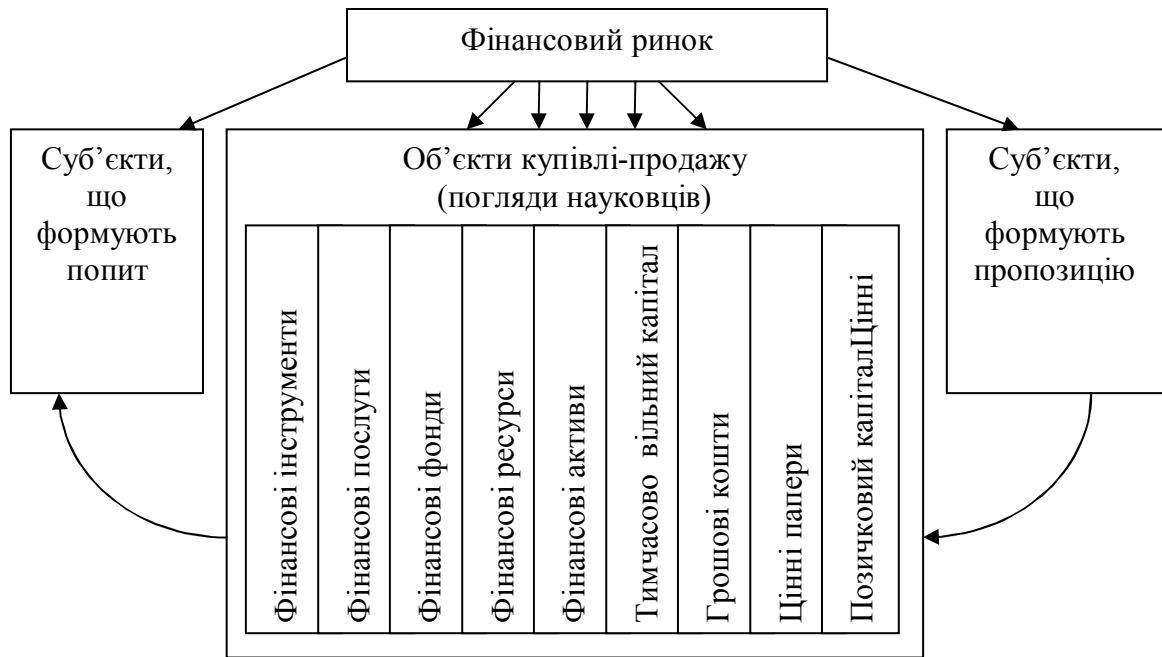 Фінансовий ринок
Суб’єкти,
що
формують
попит
Об’єкти купівлі-продажу
(погляди науковців)
Суб’єкти,
що
формують
пропозицію
Фінансові інструменти
Фінансові послуги
Фінансові фонди
Фінансові ресурси
Фінансові активи
Тимчасово вільний капітал
Грошові кошти
Цінні папери
Позичковий капіталЦінні